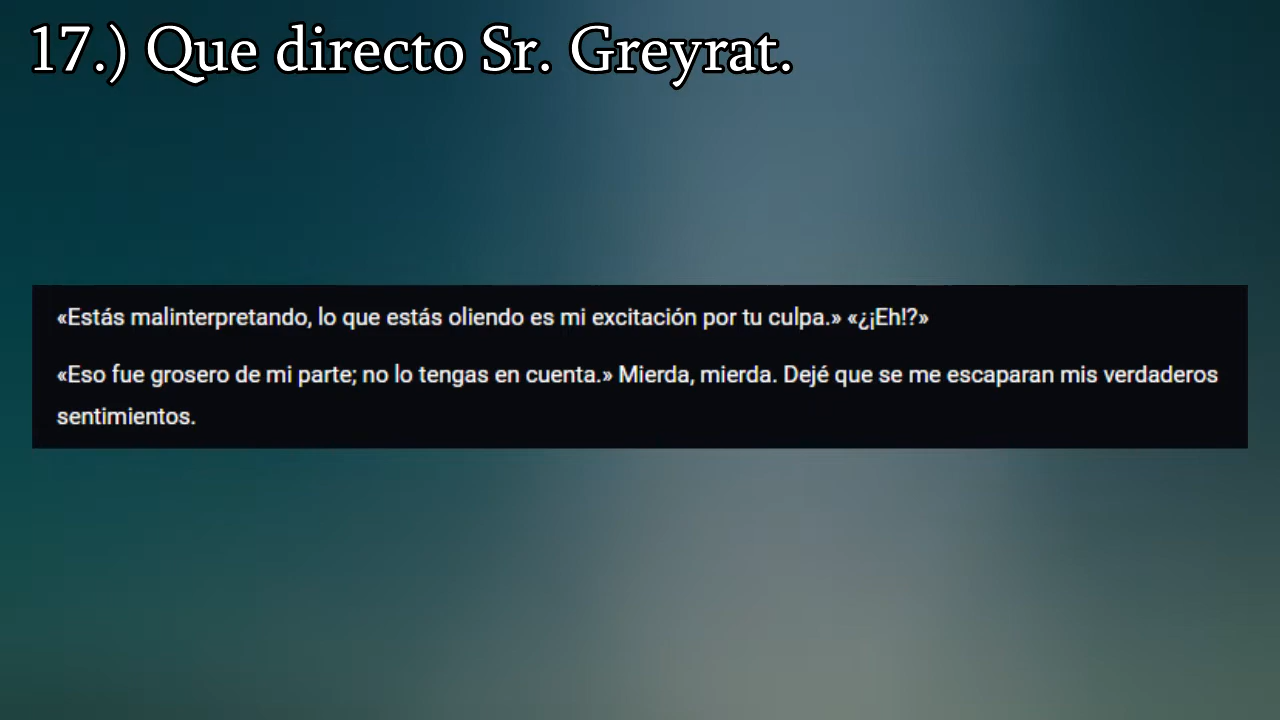 17.) Que directo Sr. Greyrat.
«Estás malinterpretando, lo que estás oliendo es mi excitación por tu culpa.» «¿¡Eh!?»
«Eso fue grosero de mi parte; no lo tengas en cuenta.» Mierda, mierda. Dejé que se me escaparan mis verdaderos
sentimientos.